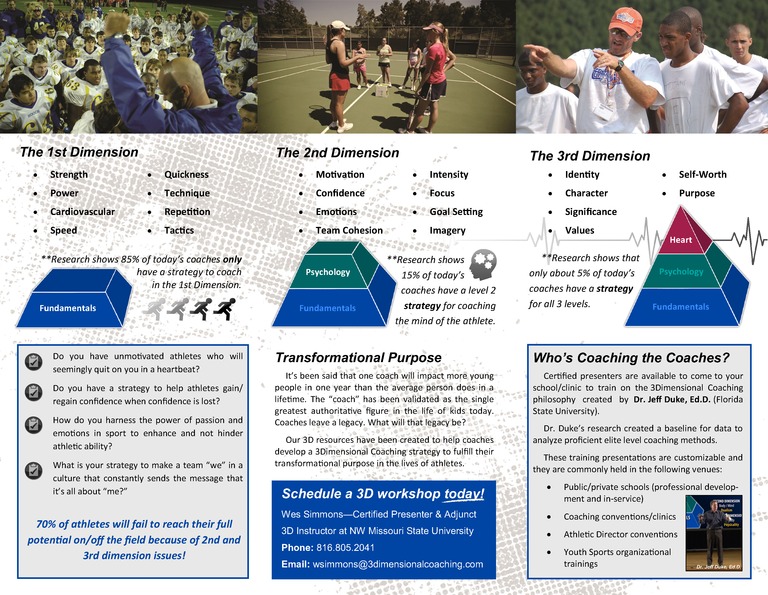 The 1st Dimension
• Strength
• Power
• Cardiovascular
• Speed
• Quickness
• Technique
• Repetition
• Tactics
**Research shows 85% of today's coaches only
have a strategy to coach
in the 1st Dimension.
Fundamentals
Do you have unmotivated athletes who will
seemingly quit on you in a heartbeat?
Do you have a strategy to help athletes gain/
regain confidence when confidence is lost?
How do you harness the power of passion and
emotions in sport to enhance and not hinder
athletic ability?
What is your strategy to make a team "we" in a
culture that constantly sends the message that
it's all about "me?"
70% of athletes will fail to reach their full
potential on/off the field because of 2nd and
3rd dimension issues!
The 2nd Dimension
• Motivation
• Confidence
• Emotions
• Team Cohesion
• Intensity
• Focus
• Goal Setting
• Imagery
Psychology
Fundamentals
**Research shows
15% of today's
coaches have a level 2
strategy for coaching
the mind of the athlete.
Transformational Purpose
It's been said that one coach will impact more young
people in one year than the average person does in a
lifetime. The "coach" has been validated as the single
greatest authoritative figure in the life of kids today.
Coaches leave a legacy. What will that legacy be?
Our 3D resources have been created to help coaches
develop a 3Dimensional Coaching strategy to fulfill their
transformational purpose in the lives of athletes.
Schedule a 3D workshop today!
Wes Simmons—Certified Presenter & Adjunct
3D Instructor at NW Missouri State University
Phone: 816.805.2041
Email: wsimmons@3dimensionalcoaching.com
The 3rd Dimension
• Identity
• Character
• Significance
• Values
• Self-Worth
• Purpose
**Research shows that
only about 5% of today's
coaches have a strategy
for all 3 levels.
Heart
Psychology
Fundamentals
Who's Coaching the Coaches?
Certified presenters are available to come to your
school/clinic to train on the 3Dimensional Coaching
philosophy created by Dr. Jeff Duke, Ed.D. (Florida
State University).
Dr. Duke's research created a baseline for data to
analyze proficient elite level coaching methods.
These training presentations are customizable and
they are commonly held in the following venues:
• Public/private schools (professional develop-
ment and in-service)
• Coaching conventions/clinics
• Athletic Director conventions
• Youth Sports organizational
trainings
Dr. Jeff Duke, Ed.D